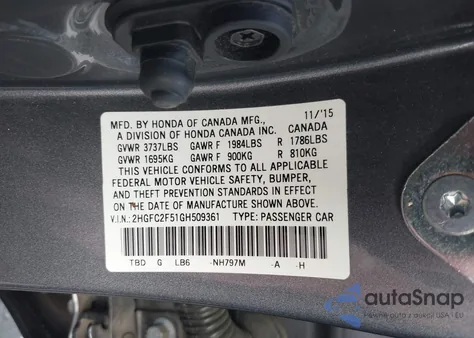 MFD. BY HONDA OF CANADA MFG., 11/'15
A DIVISION OF HONDA CANADA INC. CANADA
GVWR 3737LBS GAWR F 1984LBS R 1786LBS
GVWR 1695KG GAWR F 900KG R 810KG
THIS VEHICLE CONFORMS TO ALL APPLICABLE
FEDERAL MOTOR VEHICLE SAFETY, BUMPER,
AND THEFT PREVENTION STANDARDS IN EFFECT
ON THE DATE OF MANUFACTURE SHOWN ABOVE.
V.I.N.: 2HGFC2F51GH509361 TYPE: PASSENGER CAR
TBD G LB6 -NH797M -A -H
autoSnap